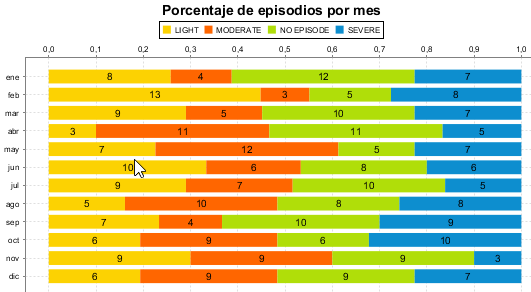 Porcentaje de episodios por mes
LIGHT MODERATE NO EPISODE SEVERE
0,0 0,1 0,2 0,3 0,4 0,5 0,6 0,7 0,8 0,9 1,0
ene 8 4 12 7
feb 13 3 5 8
mar 9 5 10 7
abr 3 11 11 5
may 7 12 5 7
jun 10 6 8 6
jul 9 7 10 5
ago 5 10 8 8
sep 7 4 10 9
oct 6 9 6 10
nov 9 9 9 3
dic 6 9 9 7